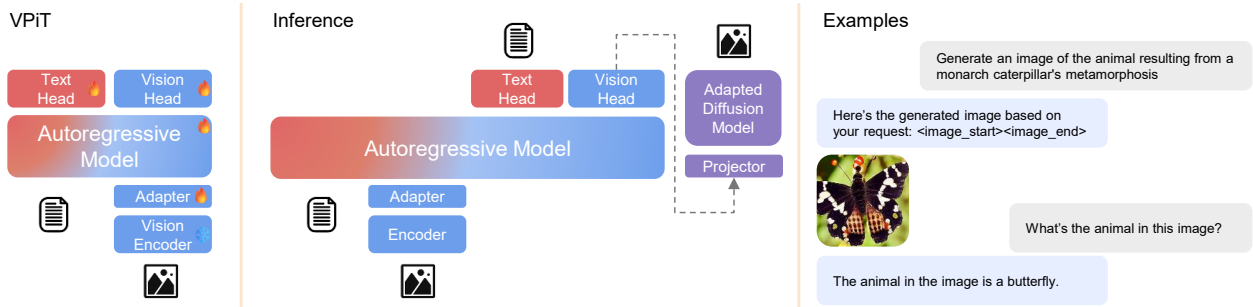 VPiT
Text
Head
Vision
Head
Autoregressive
Model
Adapter
Vision
Encoder
Inference
Text
Head
Vision
Head
Autoregressive Model
Adapter
Encoder
Adapted
Diffusion
Model
Projector
Examples
Generate an image of the animal resulting from a
monarch caterpillar's metamorphosis
Here's the generated image based on
your request: <image_start><image_end>
What's the animal in this image?
The animal in the image is a butterfly.